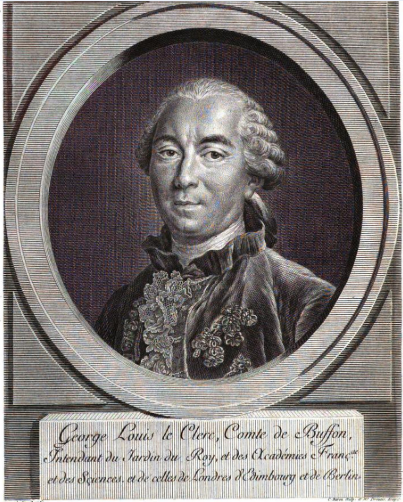 George Louis le Clerc, Comte de Buffon,
Intendant du Jardin du Roy, et des Académies Franç.se
et des Sciences. et de celles de Londres d'Edimbourg et de Berlin